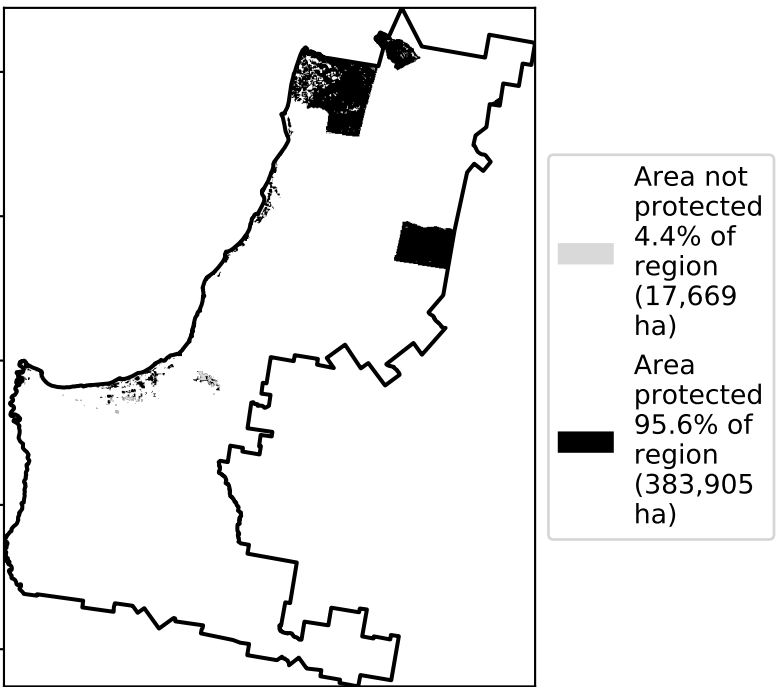 Area not
protected
4.4% of
region
(17,669
ha)
Area
protected
95.6% of
region
(383,905
ha)